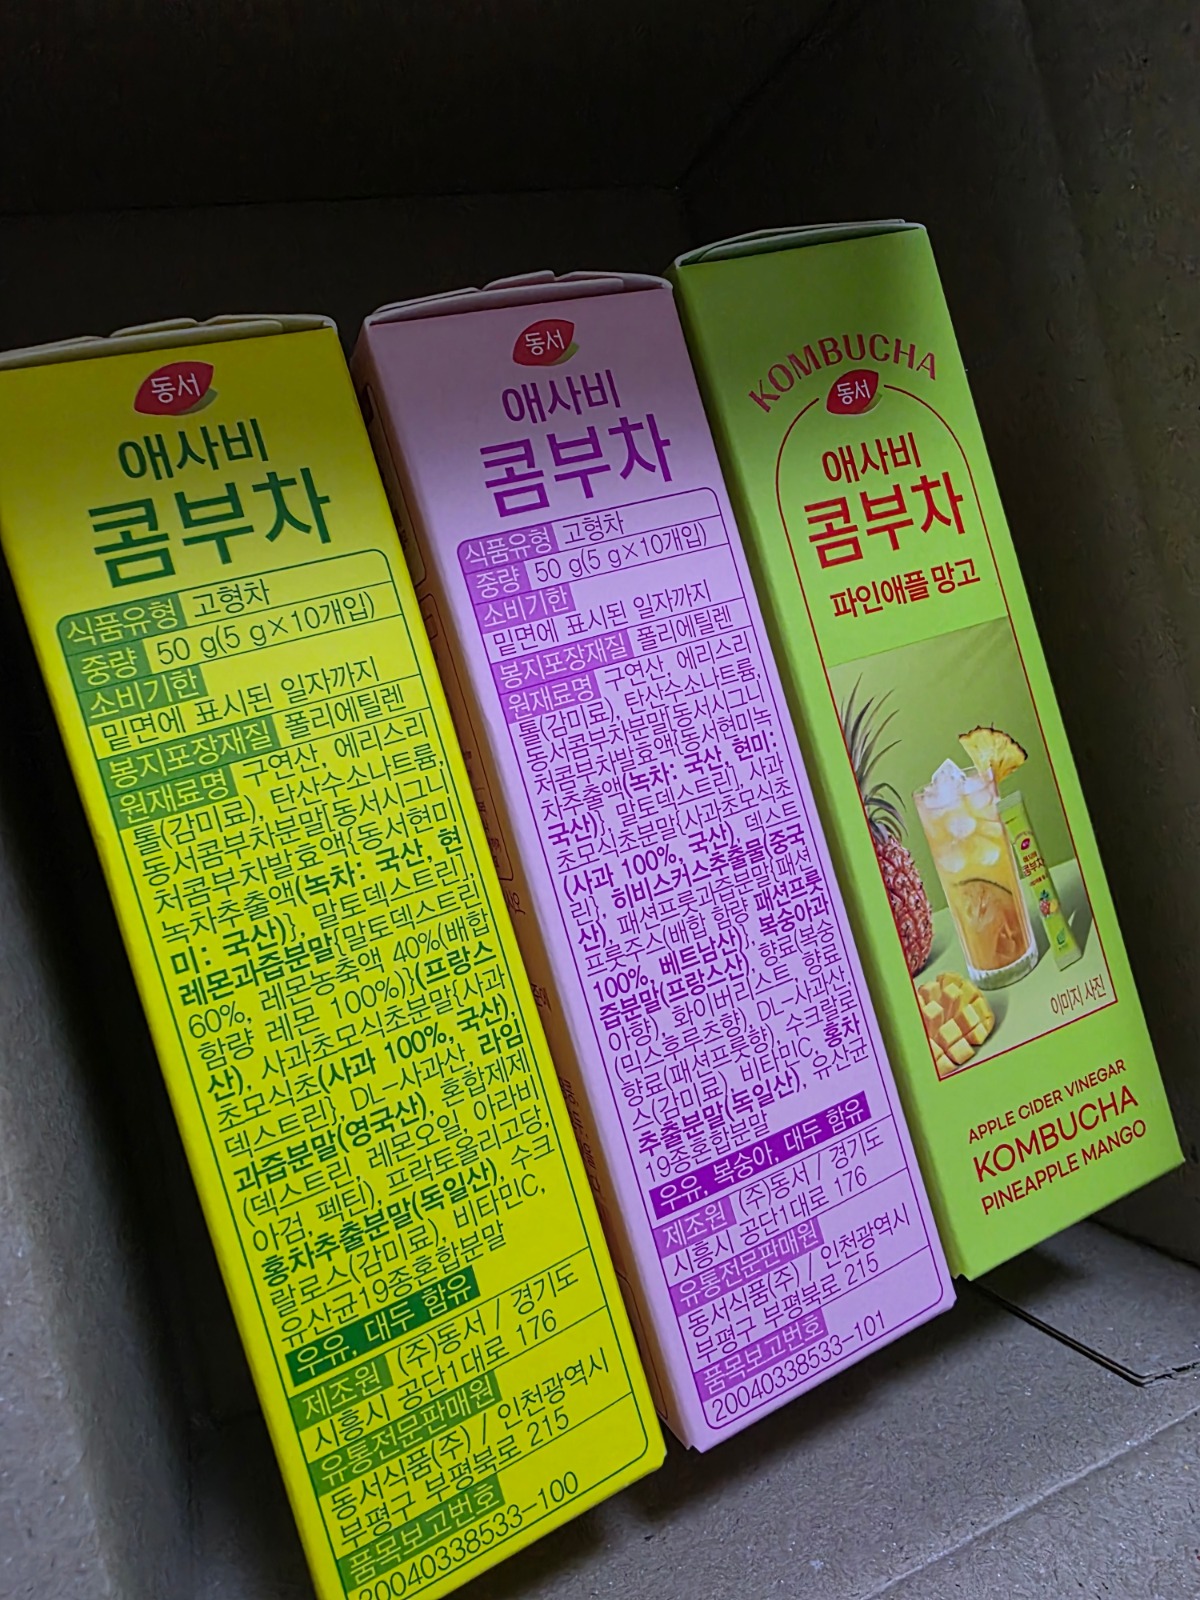 동서
애사비
콤부차
식품유형 고형차
중량 50 g(5 g×10개입)
소비기한
밑면에 표시된 일자까지
봉지포장재질 폴리에틸렌
원재료명 구연산, 에리스리
톨(감미료), 탄산수소나트륨,
동서콤부차분말[동서시그니
처콤부차발효액{동서현미
녹차추출액(녹차: 국산, 현
미: 국산)}, 말토덱스트린],
레몬과즙분말{말토덱스트린
60%, 레몬농축액 40%(배합
함량 레몬 100%)}(프랑스
산), 사과초모식초분말{사과
초모식초(사과 100%, 국산),
덱스트린}, DL-사과산, 라임
과즙분말(영국산), 혼합제제
(덱스트린, 레몬오일, 아라비
아검, 펙틴), 프락토올리고당,
홍차추출분말(독일산), 수크
랄로스(감미료), 비타민C,
유산균19종혼합분말
우유, 대두 함유
제조원 (주)동서 / 경기도
시흥시 공단1대로 176
유통전문판매원
동서식품(주) / 인천광역시
부평구 부평북로 215
품목보고번호
20040338533-100
동서
애사비
콤부차
식품유형 고형차
중량 50 g(5 g×10개입)
소비기한
밑면에 표시된 일자까지
봉지포장재질 폴리에틸렌
원재료명 구연산, 에리스리
톨(감미료), 탄산수소나트륨,
동서콤부차분말[동서시그니
처콤부차발효액{동서현미녹
차추출액(녹차: 국산, 현미:
국산)}, 말토덱스트린], 사과
초모식초분말{사과초모식초
(사과 100%, 국산), 덱스트
린}, 히비스커스추출물(중국
산), 패션프룻과즙분말{패션
프룻주스(배합 함량 패션프룻
100%, 베트남산)}, 복숭아과
즙분말(프랑스산), 향료(복숭
아향), 화이버리스트, 향료
(믹스후르츠향), DL-사과산,
향료(패션프룻향), 수크랄로
스(감미료), 비타민C, 홍차
추출분말(독일산), 유산균
19종혼합분말
우유, 복숭아, 대두 함유
제조원 (주)동서 / 경기도
시흥시 공단1대로 176
유통전문판매원
동서식품(주) / 인천광역시
부평구 부평북로 215
품목보고번호
20040338533-101
KOMBUCHA
동서
애사비
콤부차
파인애플 망고
콤부차
이미지 사진
APPLE CIDER VINEGAR
KOMBUCHA
PINEAPPLE MANGO